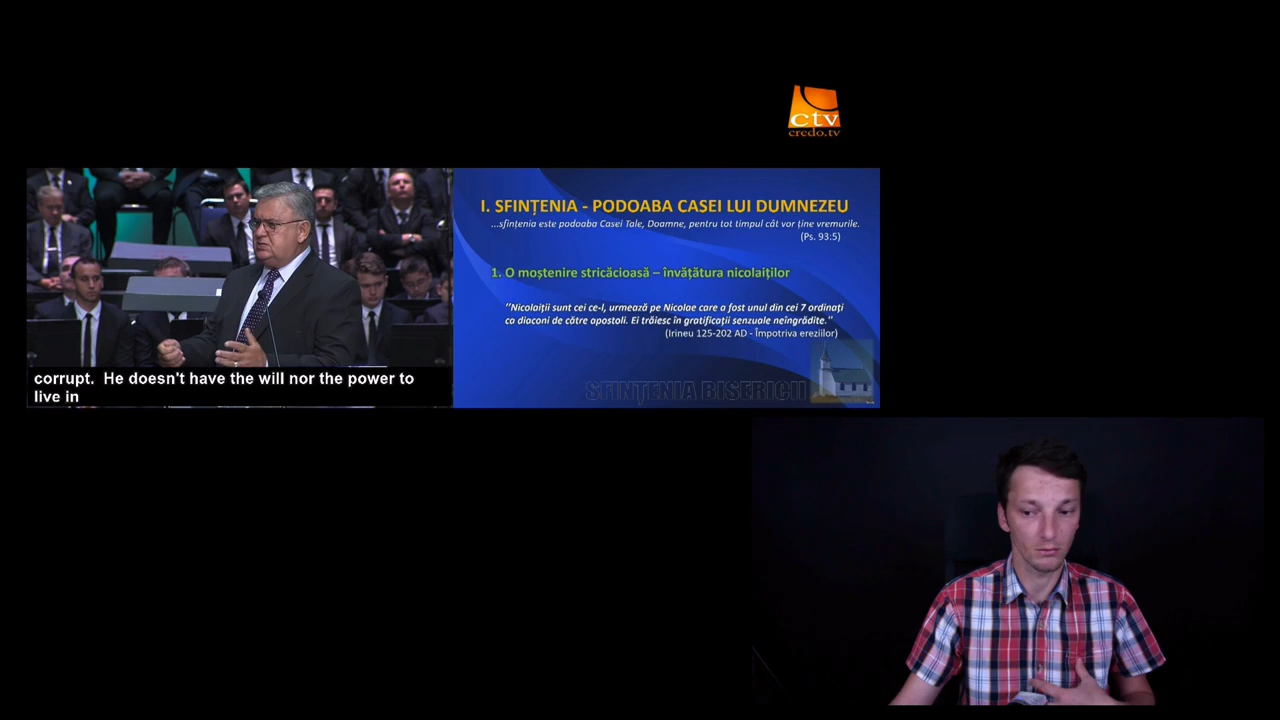 ctv
credo.tv
I. SFINȚENIA - PODOABA CASEI LUI DUMNEZEU
...sfințenia este podoaba Casei Tale, Doamne, pentru tot timpul cât vor ține vremurile.
(Ps. 93:5)
1. O moștenire stricăcioasă – învățătura nicolaiților
"Nicolaiții sunt cei ce-l, urmează pe Nicolae care a fost unul din cei 7 ordinați
ca diaconi de către apostoli. Ei trăiesc în gratificații senzuale neîngrădite."
(Irineu 125-202 AD - Împotriva ereziilor)
SFINȚENIA BISERICII
corrupt. He doesn't have the will nor the power to
live in